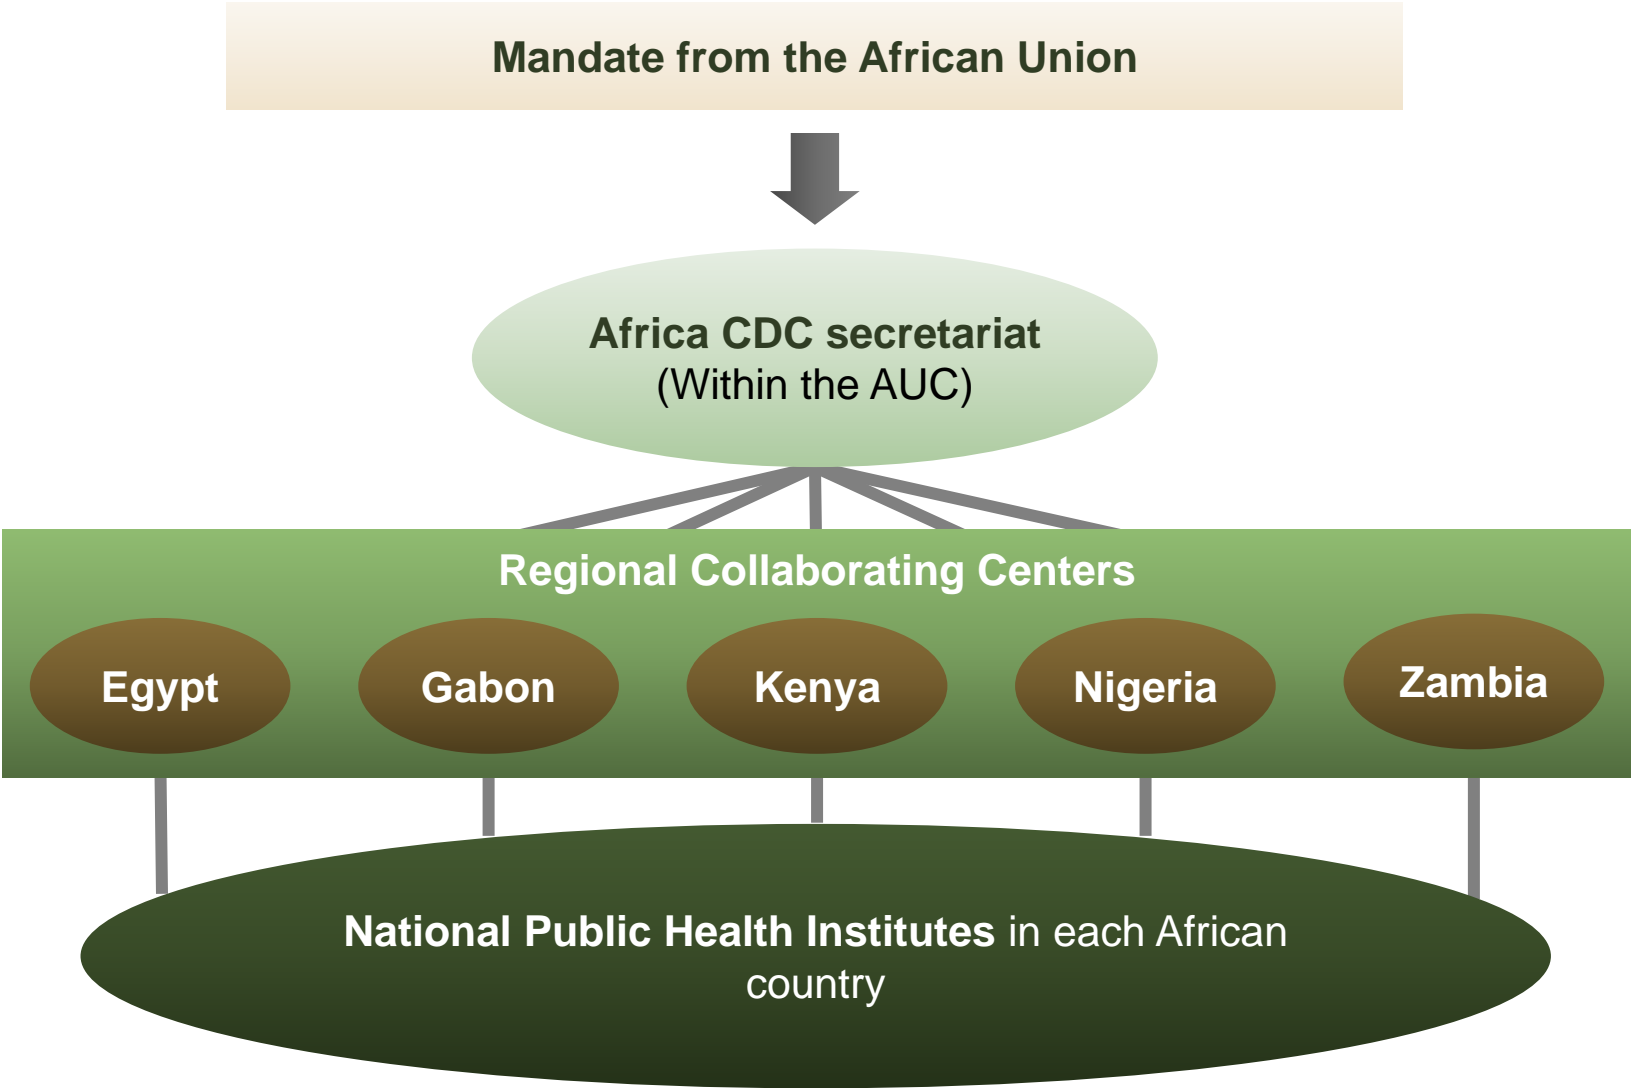 Mandate from the African Union
Africa CDC secretariat
(Within the AUC)
Regional Collaborating Centers
Egypt
Gabon
Kenya
Nigeria
Zambia
National Public Health Institutes in each African
country